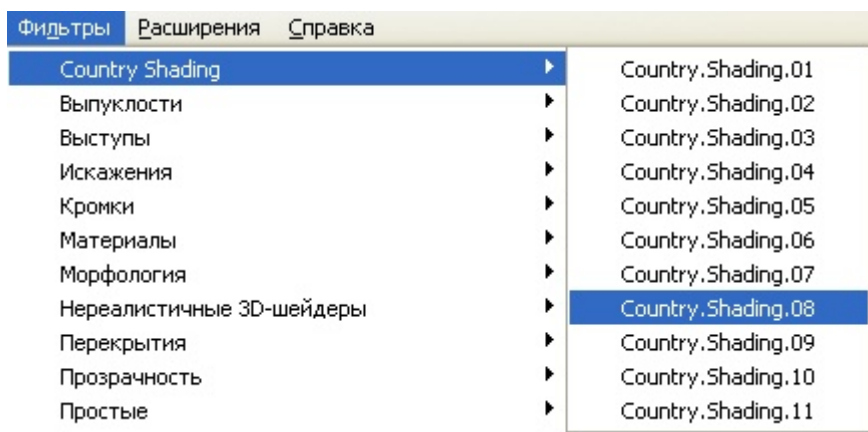 Фильтры Расширения Справка
Country Shading
Выпуклости
Выступы
Искажения
Кромки
Материалы
Морфология
Нереалистичные 3D-шейдеры
Перекрытия
Прозрачность
Простые
Country.Shading.01
Country.Shading.02
Country.Shading.03
Country.Shading.04
Country.Shading.05
Country.Shading.06
Country.Shading.07
Country.Shading.08
Country.Shading.09
Country.Shading.10
Country.Shading.11